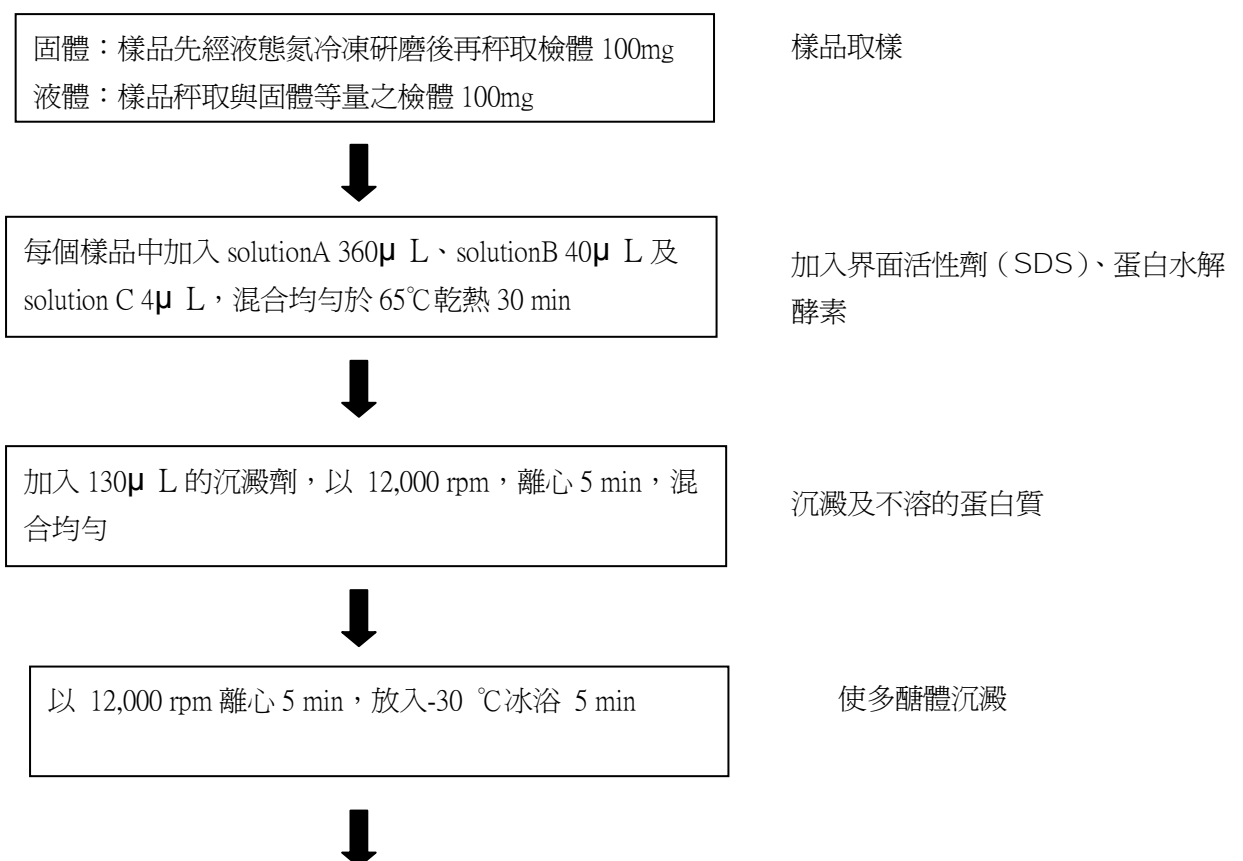 固體：樣品先經液態氮冷凍研磨後再秤取檢體 100mg
液體：樣品秤取與固體等量之檢體 100mg
樣品取樣
每個樣品中加入 solutionA 360μ L、solutionB 40μ L 及
solution C 4μ L，混合均勻於 65℃乾熱 30 min
加入界面活性劑（SDS）、蛋白水解
酵素
加入 130μ L 的沉澱劑，以 12,000 rpm，離心 5 min，混
合均勻
沉澱及不溶的蛋白質
以 12,000 rpm 離心 5 min，放入-30 ℃冰浴 5 min
使多醣體沉澱